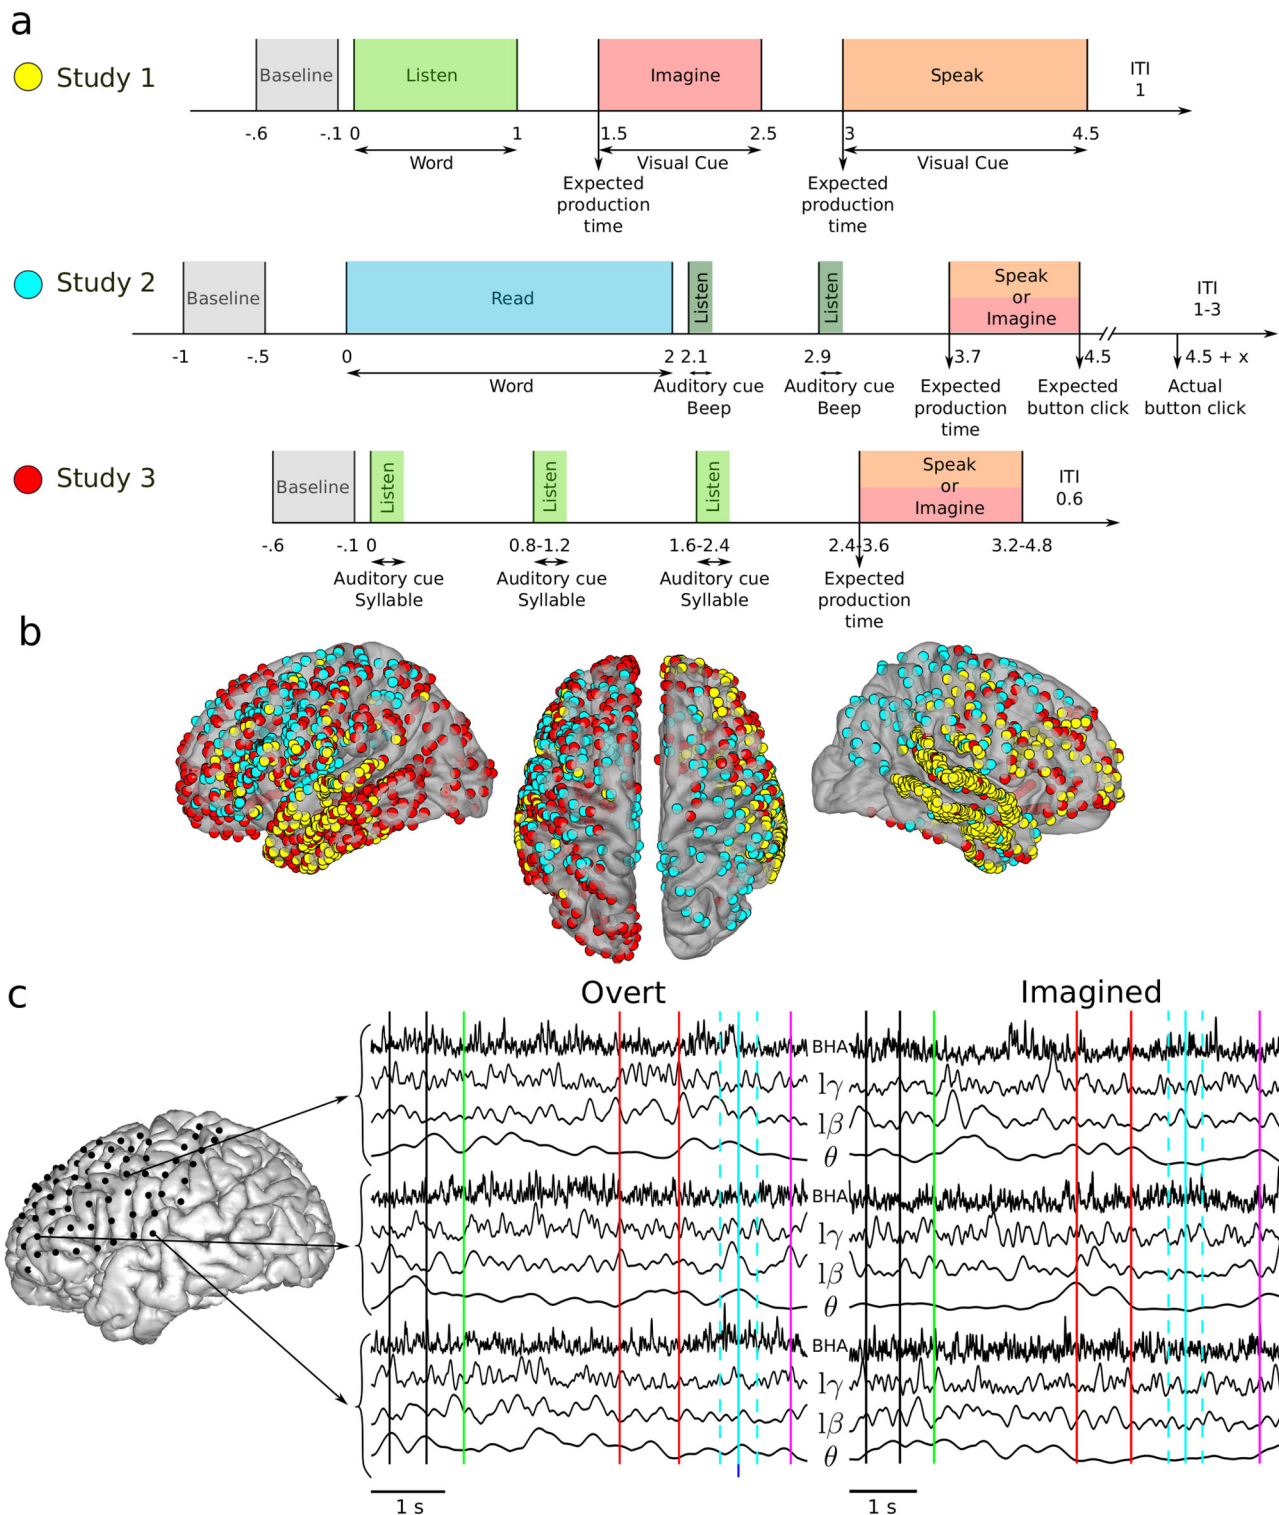 a
Study 1
Baseline
Listen
Imagine
Speak
ITI
1
-.6
-.1
0
1
1.5
2.5
3
4.5
Word
Visual Cue
Visual Cue
Expected
production
time
Expected
production
time
Study 2
Baseline
Read
Listen
Listen
Speak
or
Imagine
ITI
1-3
-1
-.5
0
2
2.1
2.9
3.7
4.5
4.5 + x
Word
Auditory cue
Beep
Auditory cue
Beep
Expected
production
time
Expected
button click
Actual
button click
Study 3
Baseline
Listen
Listen
Listen
Speak
or
Imagine
ITI
0.6
-.6
-.1
0
0.8-1.2
1.6-2.4
2.4-3.6
3.2-4.8
Auditory cue
Syllable
Auditory cue
Syllable
Auditory cue
Syllable
Expected
production
time
b
c
Overt
Imagined
BHA
lγ
lβ
θ
BHA
lγ
lβ
θ
BHA
lγ
lβ
θ
1 s
1 s